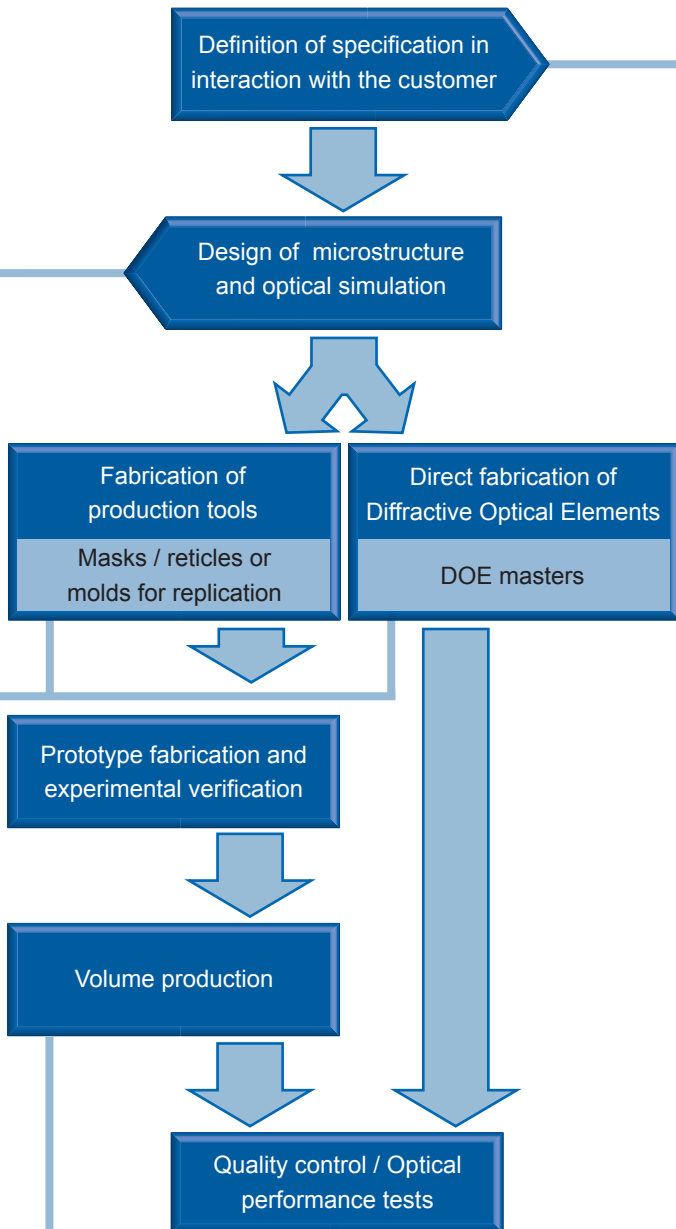 Definition of specification in
interaction with the customer
Design of microstructure
and optical simulation
Fabrication of
production tools
Masks / reticles or
molds for replication
Direct fabrication of
Diffractive Optical Elements
DOE masters
Prototype fabrication and
experimental verification
Volume production
Quality control / Optical
performance tests